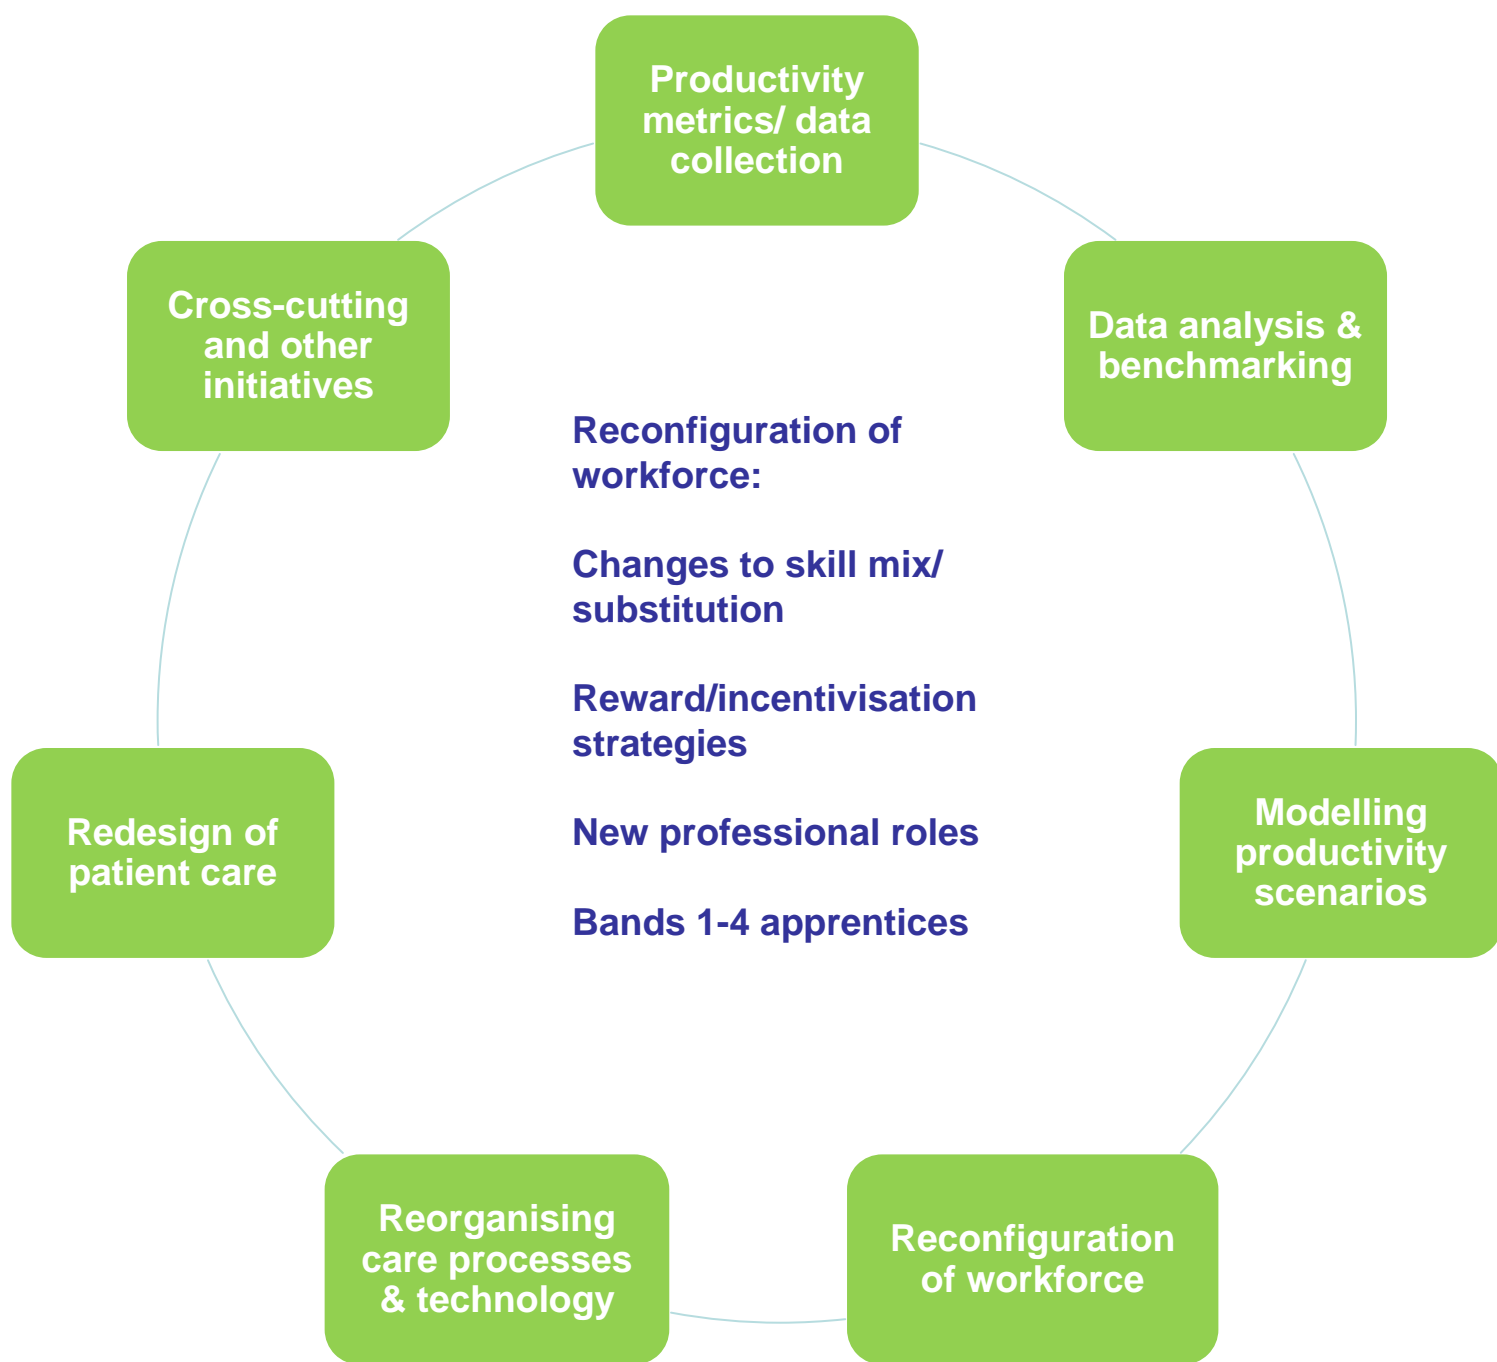 Productivity
metrics/ data
collection
Cross-cutting
and other
initiatives
Data analysis &
benchmarking
Reconfiguration of
workforce:
Changes to skill mix/
substitution
Reward/incentivisation
strategies
New professional roles
Bands 1-4 apprentices
Redesign of
patient care
Modelling
productivity
scenarios
Reorganising
care processes
& technology
Reconfiguration
of workforce